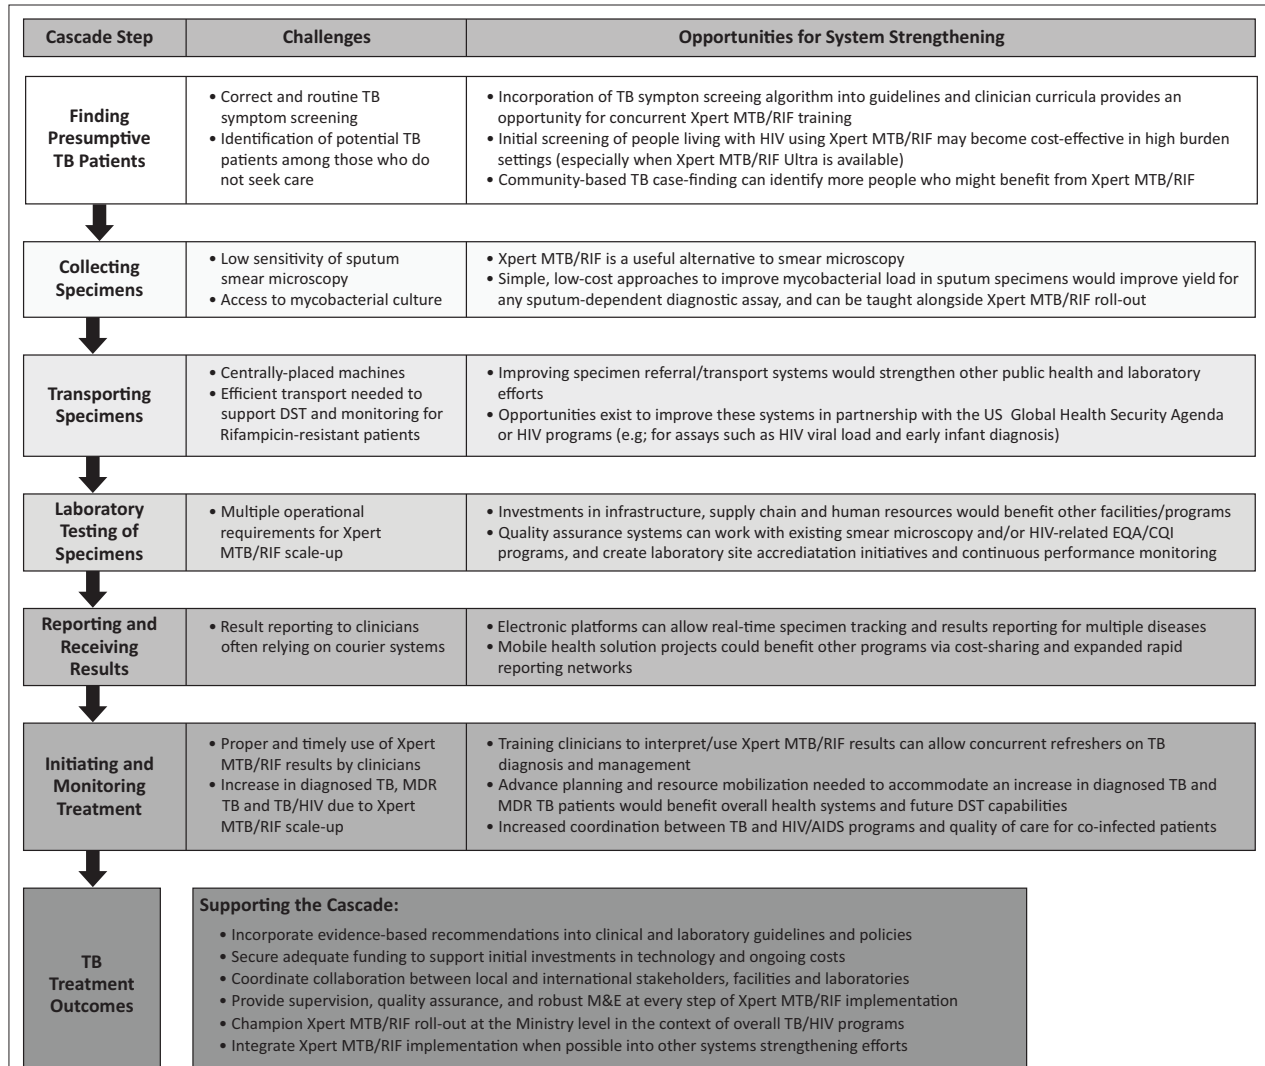 Cascade Step
Challenges
Opportunities for System Strengthening
Finding
Presumptive
TB Patients
• Correct and routine TB
symptom screening
• Identification of potential TB
patients among those who do
not seek care
• Incorporation of TB sympton screeing algorithm into guidelines and clinician curricula provides an
opportunity for concurrent Xpert MTB/RIF training
• Initial screening of people living with HIV using Xpert MTB/RIF may become cost-effective in high burden
settings (especially when Xpert MTB/RIF Ultra is available)
• Community-based TB case-finding can identify more people who might benefit from Xpert MTB/RIF
Collecting
Specimens
• Low sensitivity of sputum
smear microscopy
• Access to mycobacterial culture
• Xpert MTB/RIF is a useful alternative to smear microscopy
• Simple, low-cost approaches to improve mycobacterial load in sputum specimens would improve yield for
any sputum-dependent diagnostic assay, and can be taught alongside Xpert MTB/RIF roll-out
Transporting
Specimens
• Centrally-placed machines
• Efficient transport needed to
support DST and monitoring for
Rifampicin-resistant patients
• Improving specimen referral/transport systems would strengthen other public health and laboratory
efforts
• Opportunities exist to improve these systems in partnership with the US Global Health Security Agenda
or HIV programs (e.g; for assays such as HIV viral load and early infant diagnosis)
Laboratory
Testing of
Specimens
• Multiple operational
requirements for Xpert
MTB/RIF scale-up
• Investments in infrastructure, supply chain and human resources would benefit other facilities/programs
• Quality assurance systems can work with existing smear microscopy and/or HIV-related EQA/CQI
programs, and create laboratory site accrediatation initiatives and continuous performance monitoring
Reporting and
Receiving
Results
• Result reporting to clinicians
often relying on courier systems
• Electronic platforms can allow real-time specimen tracking and results reporting for multiple diseases
• Mobile health solution projects could benefit other programs via cost-sharing and expanded rapid
reporting networks
Initiating and
Monitoring
Treatment
• Proper and timely use of Xpert
MTB/RIF results by clinicians
• Increase in diagnosed TB, MDR
TB and TB/HIV due to Xpert
MTB/RIF scale-up
• Training clinicians to interpret/use Xpert MTB/RIF results can allow concurrent refreshers on TB
diagnosis and management
• Advance planning and resource mobilization needed to accommodate an increase in diagnosed TB and
MDR TB patients would benefit overall health systems and future DST capabilities
• Increased coordination between TB and HIV/AIDS programs and quality of care for co-infected patients
TB
Treatment
Outcomes
Supporting the Cascade:
• Incorporate evidence-based recommendations into clinical and laboratory guidelines and policies
• Secure adequate funding to support initial investments in technology and ongoing costs
• Coordinate collaboration between local and international stakeholders, facilities and laboratories
• Provide supervision, quality assurance, and robust M&E at every step of Xpert MTB/RIF implementation
• Champion Xpert MTB/RIF roll-out at the Ministry level in the context of overall TB/HIV programs
• Integrate Xpert MTB/RIF implementation when possible into other systems strengthening efforts